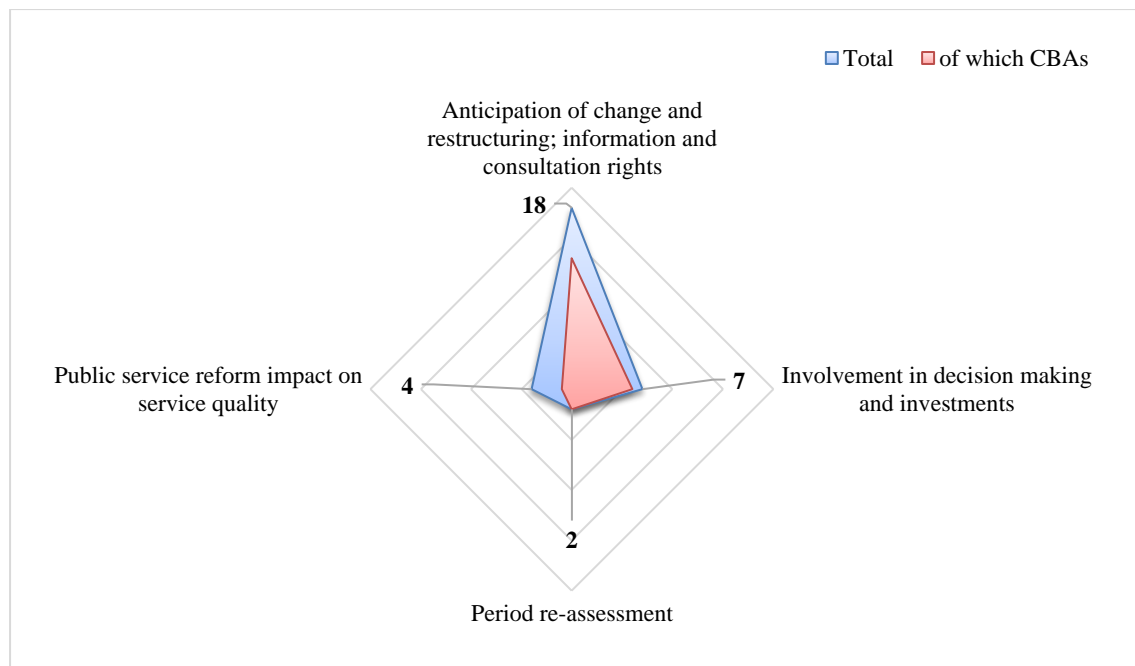 Total of which CBAs
Anticipation of change and
restructuring; information and
consultation rights
18
Public service reform impact on
service quality
4
7
Involvement in decision making
and investments
2
Period re-assessment